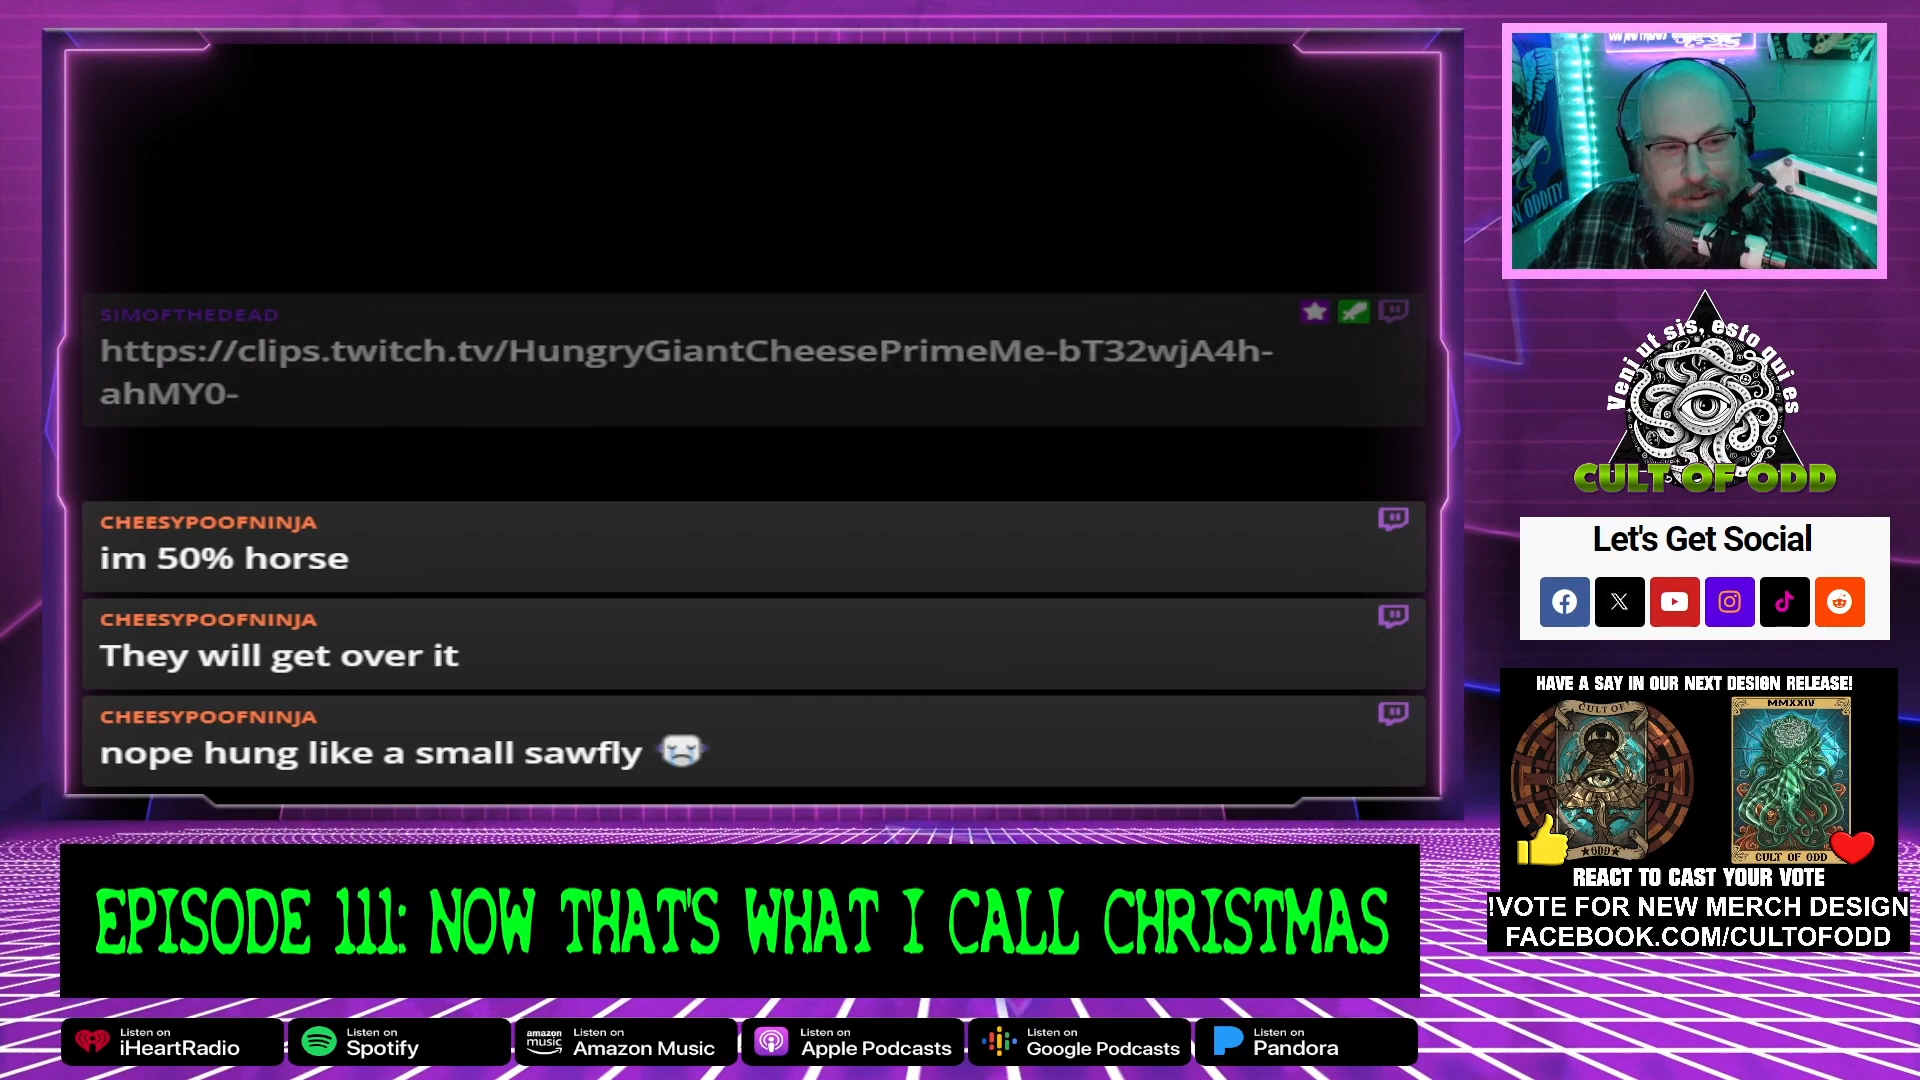 SIMOFTHEDEAD
https://clips.twitch.tv/HungryGiantCheesePrimeMe-bT32wjA4h-
ahMY0-
CHEESYPOOFNINJA
im 50% horse
CHEESYPOOFNINJA
They will get over it
CHEESYPOOFNINJA
nope hung like a small sawfly
EPISODE 111: NOW THAT'S WHAT I CALL CHRISTMAS
Listen on
iHeartRadio
Listen on
Spotify
amazon
music
Listen on
Amazon Music
Listen on
Apple Podcasts
Listen on
Google Podcasts
Listen on
Pandora
N ODDITY
Veni ut sis, esto qui es
CULT OF ODD
Let's Get Social
HAVE A SAY IN OUR NEXT DESIGN RELEASE!
CULT OF
ODD
MMXXIV
CULT OF ODD
REACT TO CAST YOUR VOTE
!VOTE FOR NEW MERCH DESIGN
FACEBOOK.COM/CULTOFODD